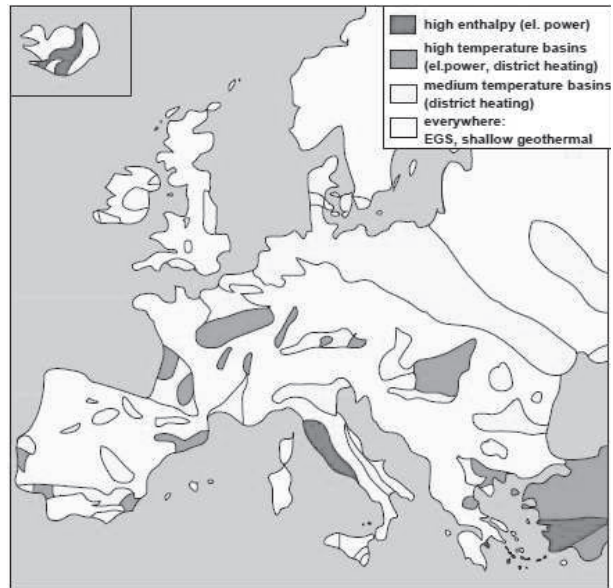 high enthalpy (el. power)
high temperature basins
(el.power, district heating)
medium temperature basins
(district heating)
everywhere:
EGS, shallow geothermal